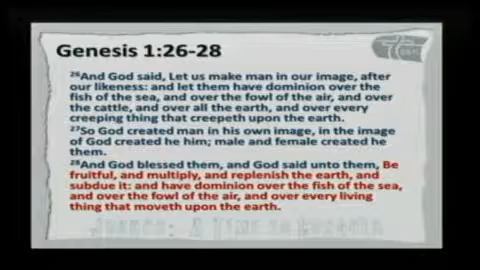 Genesis 1:26-28
26And God said, Let us make man in our image, after
our likeness: and let them have dominion over the
fish of the sea, and over the fowl of the air, and over
the cattle, and over all the earth, and over every
creeping thing that creepeth upon the earth.
27So God created man in his own image, in the image
of God created he him; male and female created he
them.
28And God blessed them, and God said unto them, Be
fruitful, and multiply, and replenish the earth, and
subdue it: and have dominion over the fish of the sea,
and over the fowl of the air, and over every living
thing that moveth upon the earth.
A Time to